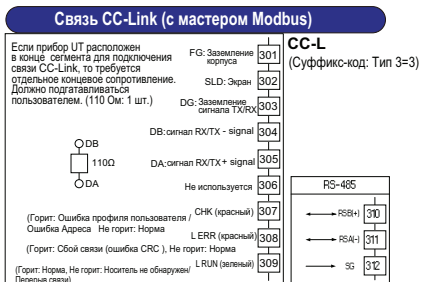 Связь CC-Link (с мастером Modbus)
CC-L
(Суффикс-код: Тип 3=3)
Если прибор UT расположен
в конце сегмента для подключения
связи CC-Link, то требуется
отдельное концевое сопротивление.
Должно подгатавливаться
пользователем. (110 Ом: 1 шт.)
FG: Заземление
корпуса
301
SLD: Экран
302
DG: Заземление
сигнала TX/RX
303
DB:сигнал RX/TX - signal
304
DB
110Ω
DA
DA:сигнал RX/TX+ signal
305
Не используется
306
CHK (красный)
307
(Горит: Ошибка профиля пользователя /
Ошибка Адреса Не горит: Норма
L ERR (красный)
308
(Горит: Сбой связи (ошибка CRC ), Не горит: Норма
L RUN (зеленый)
309
(Горит: Норма, Не горит: Носитель не обнаружен/
Перерыв связи)
RS-485
RSB(+) 310
RSA(-) 311
SG 312